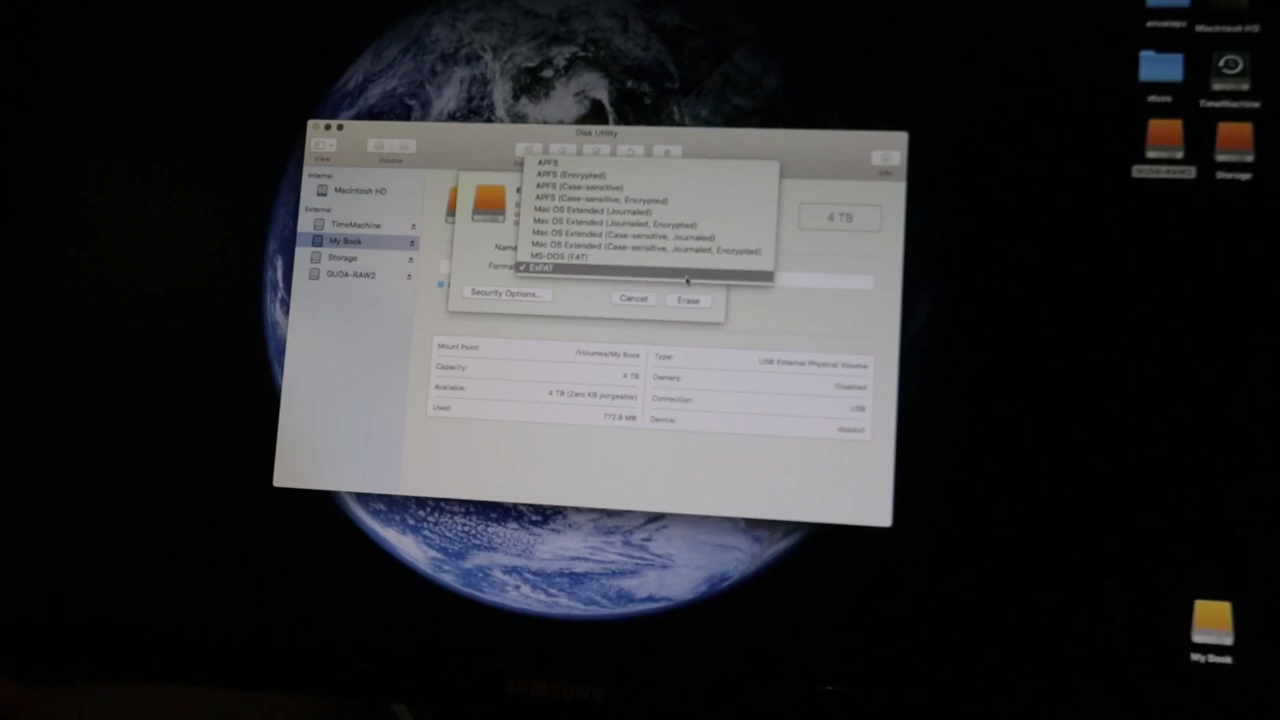 Macintosh HD
TimeMachine
Storage
Disk Utility
View
Volume
Internal
Macintosh HD
External
TimeMachine
My Book
Storage
GUDA-RAW2
APFS
APFS (Encrypted)
APFS (Case-sensitive)
APFS (Case-sensitive, Encrypted)
Mac OS Extended (Journaled)
Mac OS Extended (Journaled, Encrypted)
Mac OS Extended (Case-sensitive, Journaled)
Mac OS Extended (Case-sensitive, Journaled, Encrypted)
MS-DOS (FAT)
✓ ExFAT
Name
Format
Security Options...
Cancel
Erase
4 TB
Mount Point:
/Volumes/My Book
Capacity:
4 TB
Available:
4 TB (Zero KB purgeable)
Used:
772.8 MB
Type:
USB External Physical Volume
Owners:
Disabled
Connection:
USB
Device:
GUDA-RAW2
My Book
SAMSUNG